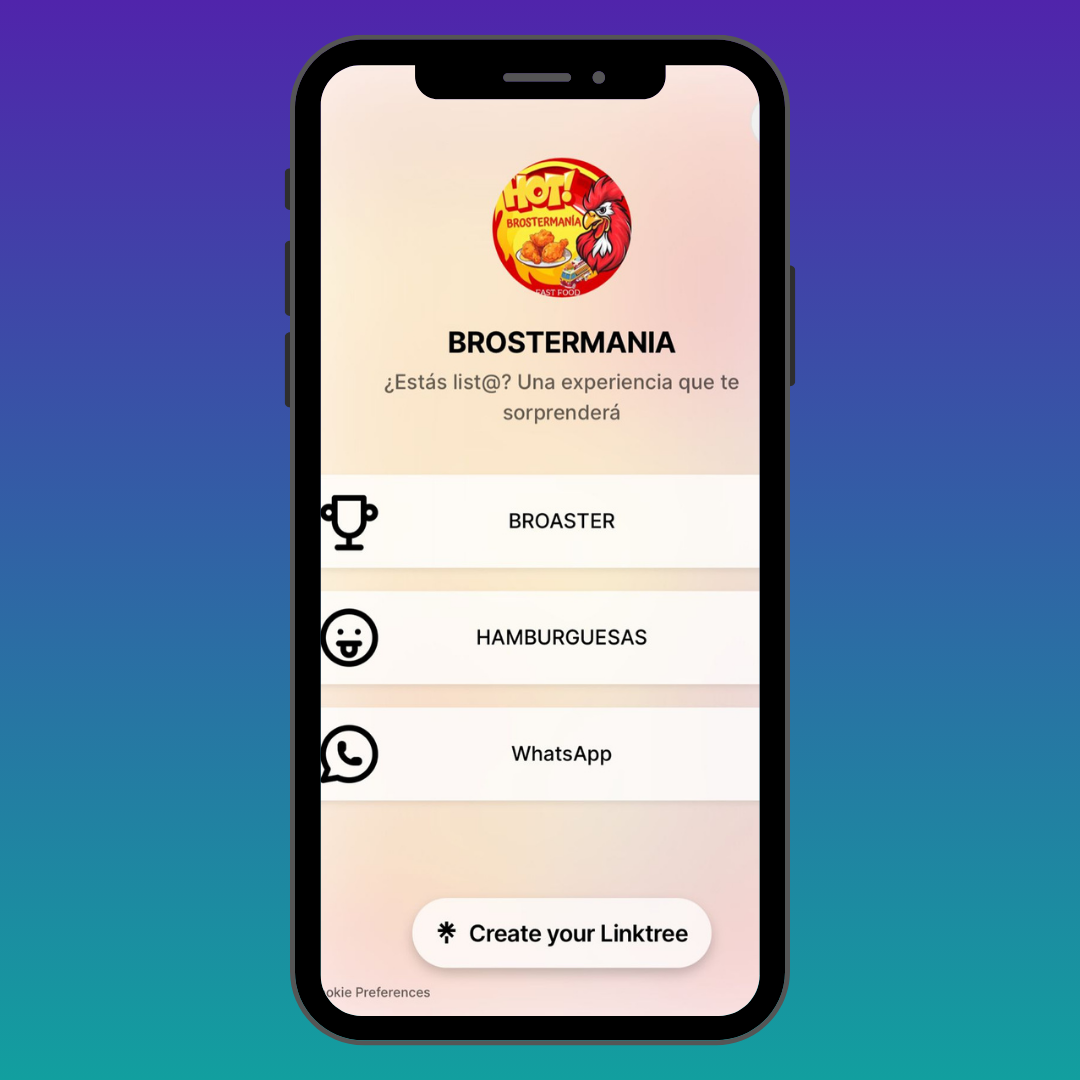 HOT!
BROSTERMANÍA
FAST FOOD
BROSTERMANIA
¿Estás list@? Una experiencia que te
sorprenderá
BROASTER
HAMBURGUESAS
WhatsApp
Create your Linktree
okie Preferences